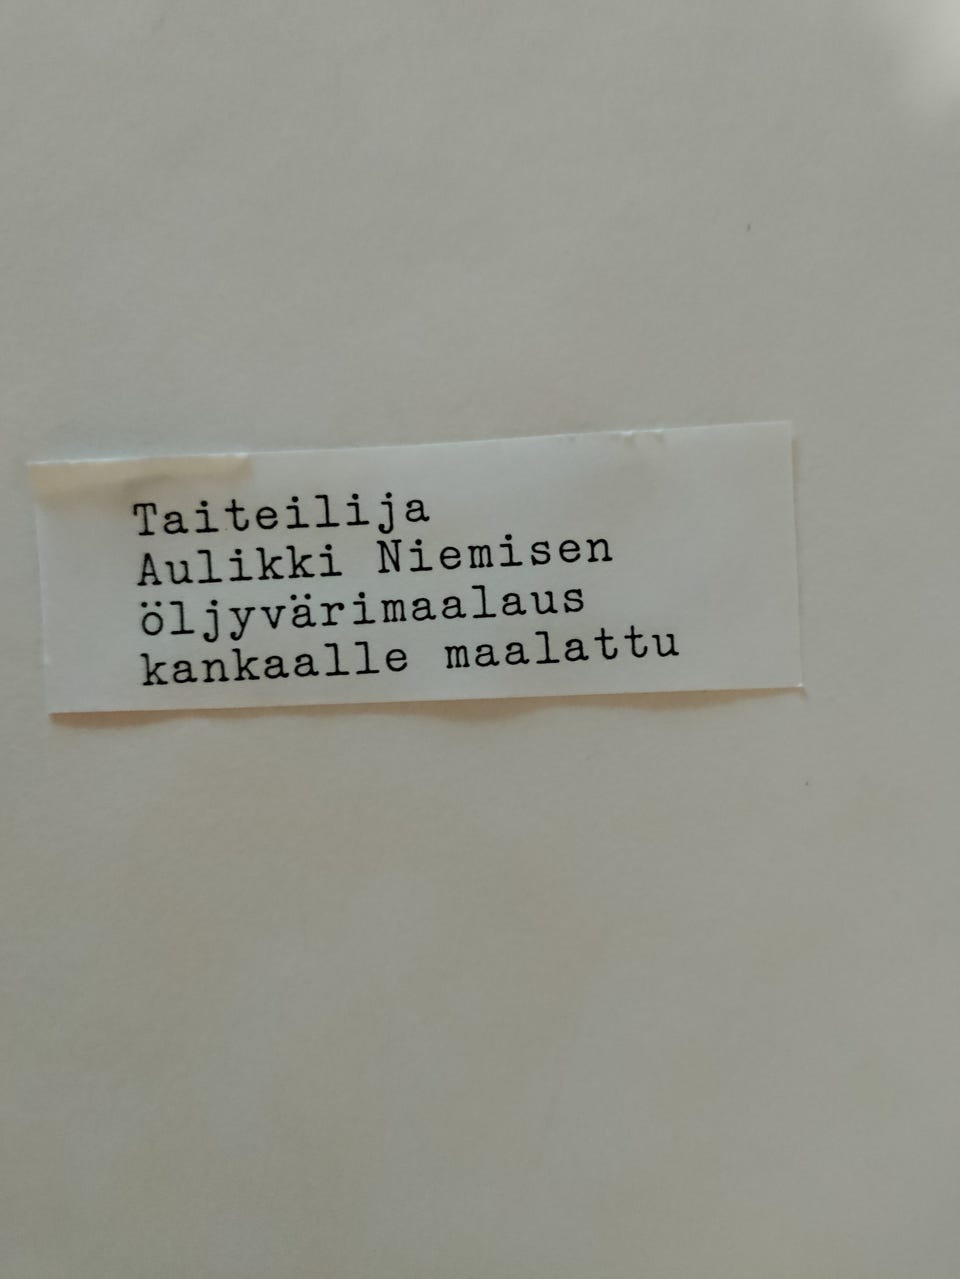 Taiteilija
Aulikki Niemisen
öljyvärimaalaus
kankaalle maalattu